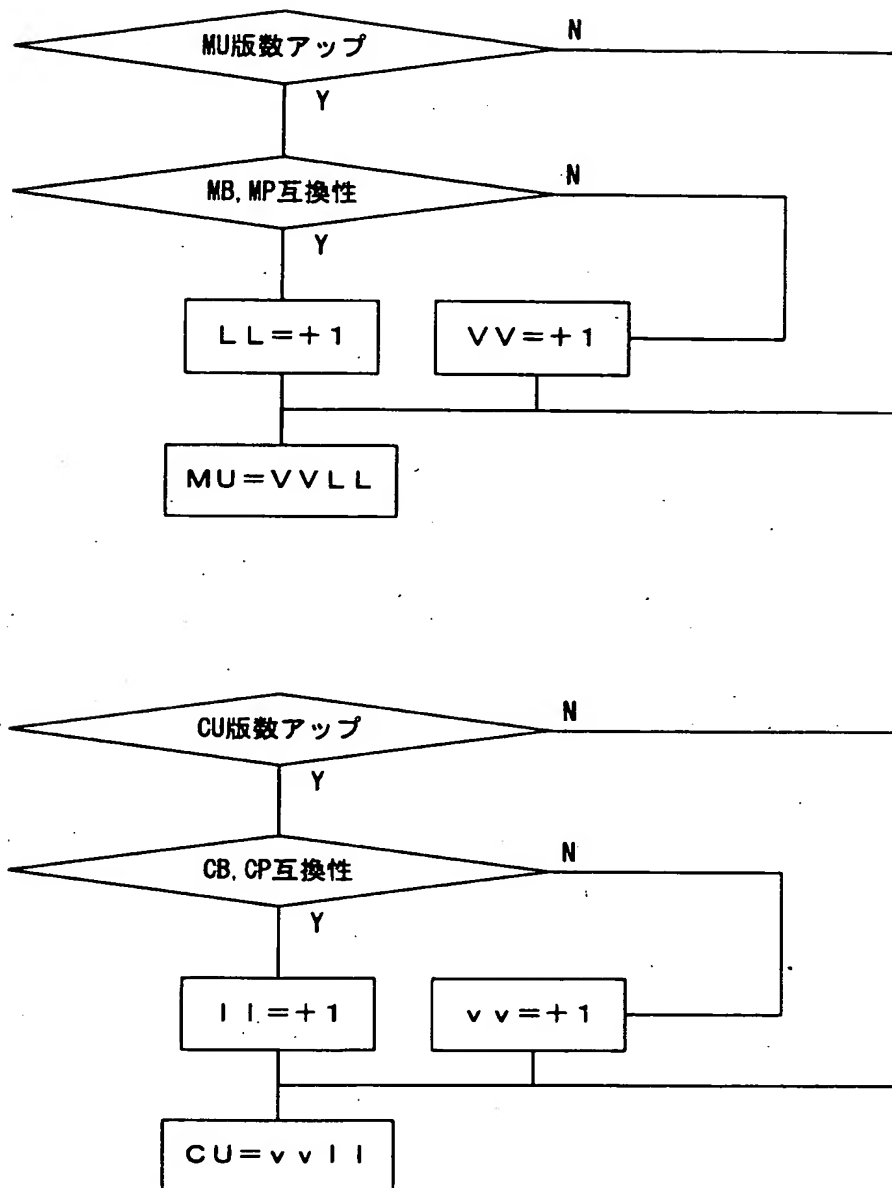 MU版数アップ
N
Y
MB,MP互換性
N
Y
LL=+1
VV=+1
MU=VVLL
CU版数アップ
N
Y
CB,CP互換性
N
Y
ll=+1
vv=+1
CU=vvll